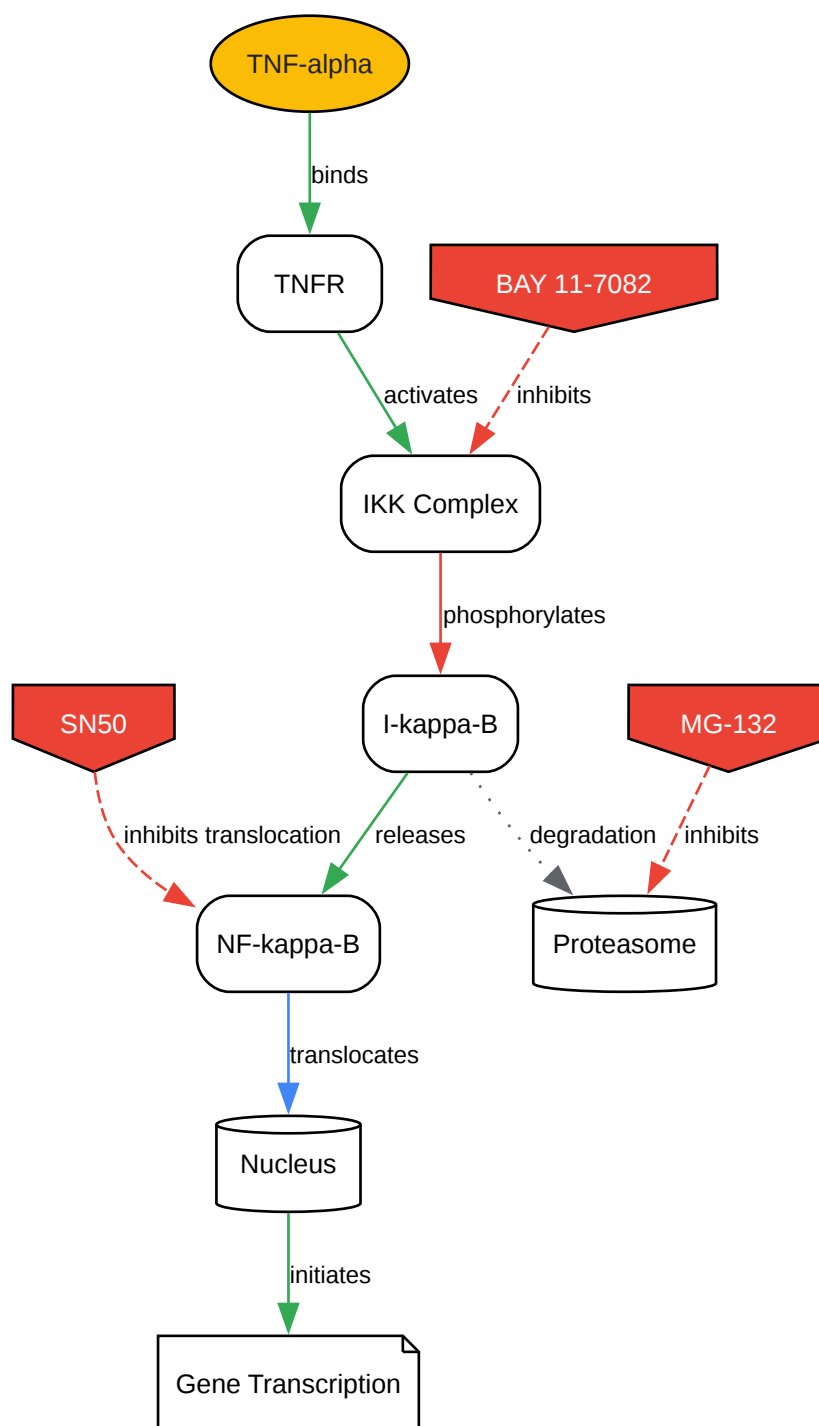 TNF-alpha
binds
TNFR
BAY 11-7082
activates
inhibits
IKK Complex
phosphorylates
SN50
I-kappa-B
MG-132
inhibits translocation
releases
degradation
inhibits
NF-kappa-B
Proteasome
translocates
Nucleus
initiates
Gene Transcription